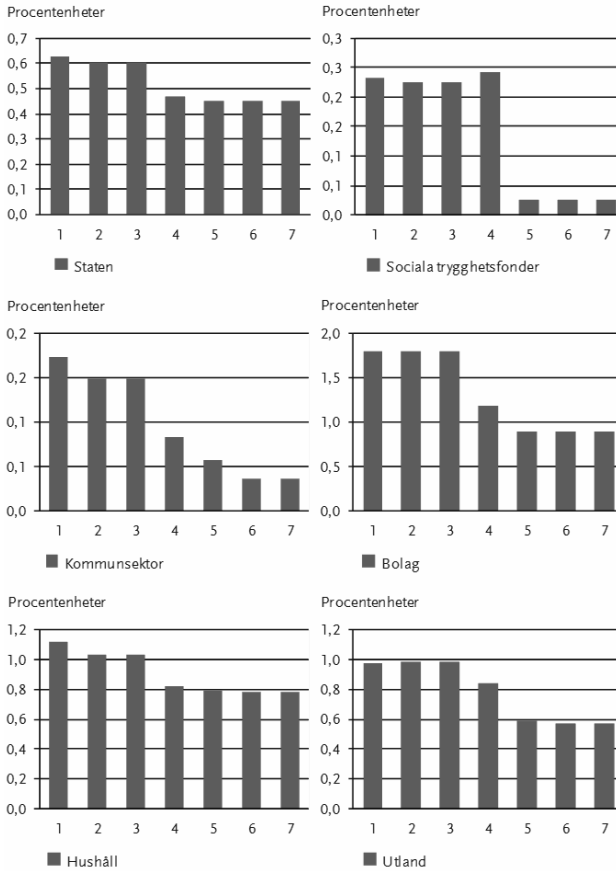 Procentenheter
0,7
0,6
0,5
0,4
0,3
0,2
0,1
0,0
1 2 3 4 5 6 7
Staten
Procentenheter
0,3
0,3
0,2
0,2
0,1
0,1
0,0
1 2 3 4 5 6 7
Sociala trygghetsfonder
Procentenheter
0,2
0,2
0,1
0,1
0,0
1 2 3 4 5 6 7
Kommunsektor
Procentenheter
2,0
1,5
1,0
0,5
0,0
1 2 3 4 5 6 7
Bolag
Procentenheter
1,2
1,0
0,8
0,6
0,4
0,2
0,0
1 2 3 4 5 6 7
Hushåll
Procentenheter
1,2
1,0
0,8
0,6
0,4
0,2
0,0
1 2 3 4 5 6 7
Utland